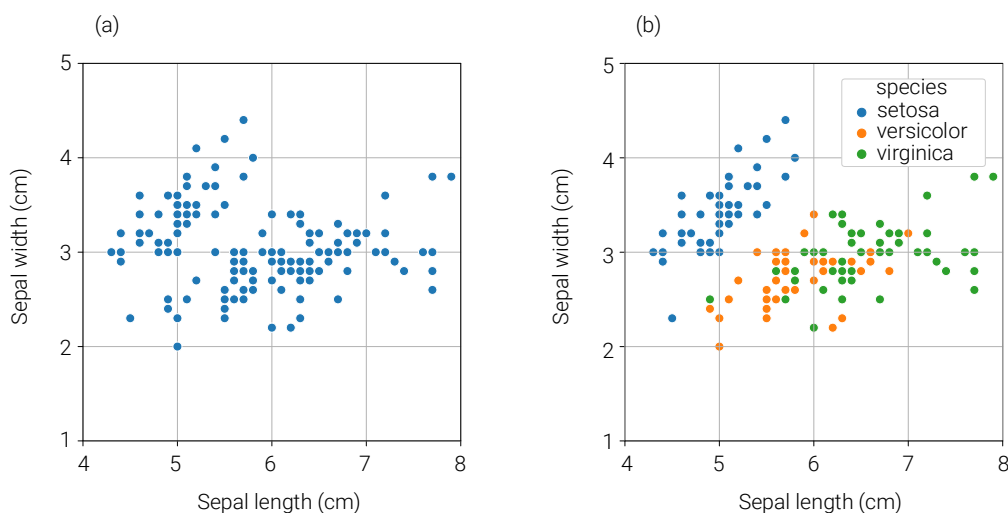 (a)
5
4
3
2
1
4 5 6 7 8
Sepal length (cm)
Sepal width (cm)
(b)
species
setosa
versicolor
virginica
5
4
3
2
1
4 5 6 7 8
Sepal length (cm)
Sepal width (cm)